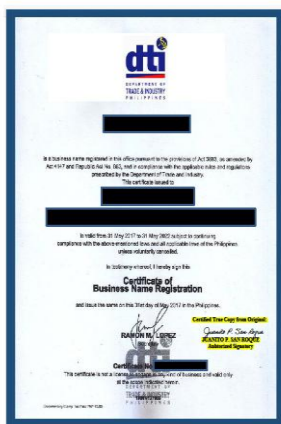 dti
DEPARTMENT OF
TRADE & INDUSTRY
PHILIPPINES
is a business name registered in this office pursuant to the provisions of Act 3883, as amended by
Act 4147 and Republic Act No. 863, and in compliance with the applicable rules and regulations
prescribed by the Department of Trade and Industry.
This certificate issued to
is valid from 31 May 2017 to 31 May 2022 subject to continuing
compliance with the above-mentioned laws and all applicable laws of the Philippines,
unless voluntarily cancelled.
In testimony whereof, I hereby sign this
Certificate of
Business Name Registration
and issue the same on this 31st day of May 2017 in the Philippines.
Certified True Copy from Original:
Juanito P. San Roque
RAMON M. LOPEZ
JUANITO P. SAN ROQUE
Authorized Signatory
Certificate No.
This certificate is not a license to engage in any kind of business and valid only
at the scope indicated herein.
TRADE & INDUSTRY
PHILIPPINES